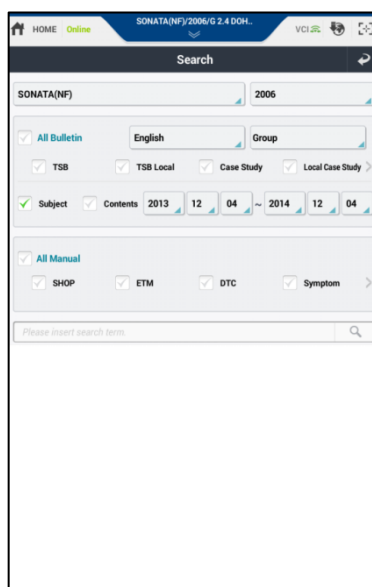 HOME Online SONATA(NF)/2006/G 2.4 DOH.. VCI
Search
SONATA(NF) 2006
All Bulletin English Group
TSB TSB Local Case Study Local Case Study
Subject Contents 2013 12 04 ~ 2014 12 04
All Manual
SHOP ETM DTC Symptom
Please insert search term.